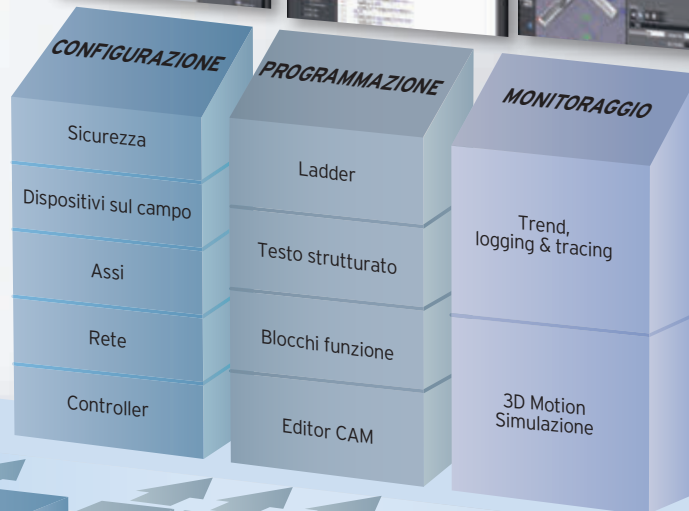 CONFIGURAZIONE
Sicurezza
Dispositivi sul campo
Assi
Rete
Controller
PROGRAMMAZIONE
Ladder
Testo strutturato
Blocchi funzione
Editor CAM
MONITORAGGIO
Trend,
logging & tracing
3D Motion
Simulazione